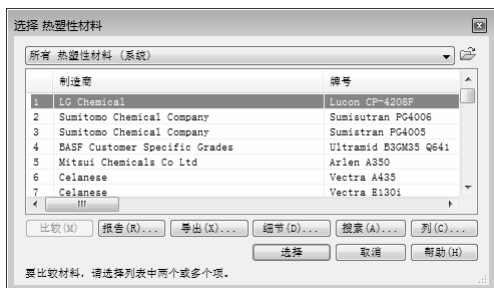 选择 热塑性材料
所有 热塑性材料 (系统)
制造商 牌号
1 LG Chemical Lucon CP-4208F
2 Sumitomo Chemical Company Sumisutran PG4006
3 Sumitomo Chemical Company Sumistran PG4005
4 BASF Customer Specific Grades Ultramid B3GM35 Q641
5 Mitsui Chemicals Co Ltd Arlen A350
6 Celanese Vectra A435
7 Celanese Vectra E130i
比较(M) 报告(R)... 导出(X)... 细节(D)... 搜索(A)... 列(C)...
选择 取消 帮助(H)
要比较材料，请选择列表中两个或多个项。